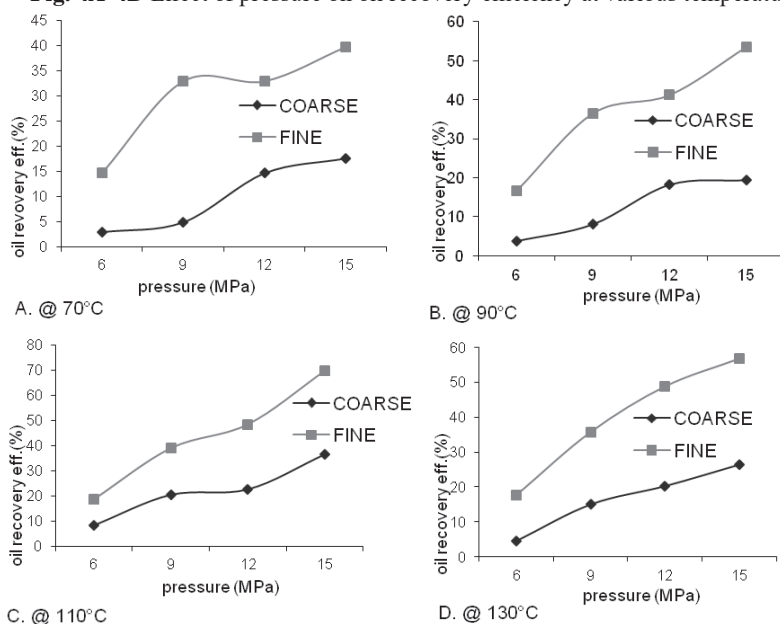 Effect of pressure on oil recovery efficiency at various
45
40
35
30
25
20
15
10
5
0
oil revovery eff.(%)
COARSE
FINE
6 9 12 15
pressure (MPa)
A. @ 70°C
60
50
40
30
20
10
0
oil recovery eff.(%)
COARSE
FINE
6 9 12 15
pressure (MPa)
B. @ 90°C
80
70
60
50
40
30
20
10
0
oil recovery eff.(%)
COARSE
FINE
6 9 12 15
pressure (MPa)
C. @ 110°C
60
50
40
30
20
10
0
oil recovery eff.(%)
COARSE
FINE
6 9 12 15
pressure (MPa)
D. @ 130°C